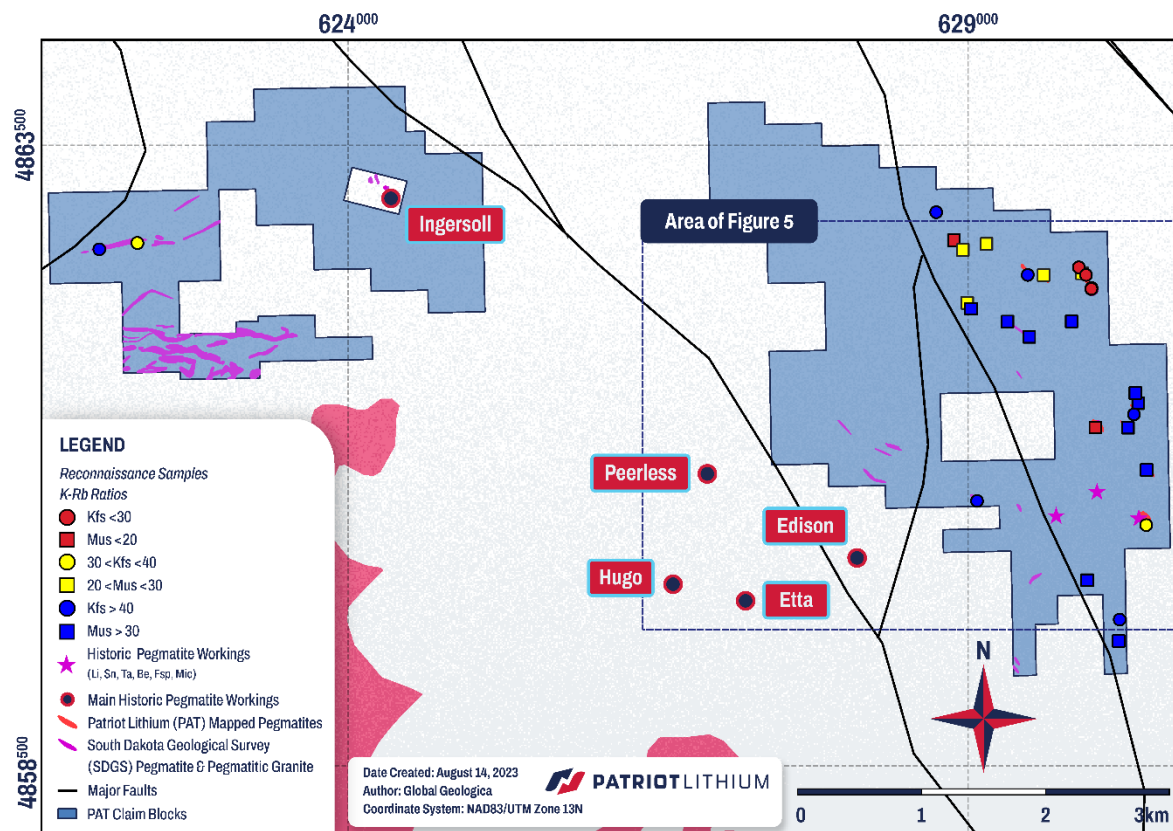 624000
629000
4863500
Ingersoll
Area of Figure 5
Peerless
Edison
Hugo
Etta
4858500
LEGEND
Reconnaissance Samples
K-Rb Ratios
Kfs <30
Mus <20
30 <Kfs <40
20 <Mus <30
Kfs > 40
Mus > 30
Historic Pegmatite Workings
(Li, Sn, Ta, Be, Fsp, Mic)
Main Historic Pegmatite Workings
Patriot Lithium (PAT) Mapped Pegmatites
South Dakota Geological Survey
(SDGS) Pegmatite & Pegmatitic Granite
Major Faults
PAT Claim Blocks
Date Created: August 14, 2023
Author: Global Geologica
Coordinate System: NAD83/UTM Zone 13N
PATRIOT LITHIUM
N
0 1 2 3km